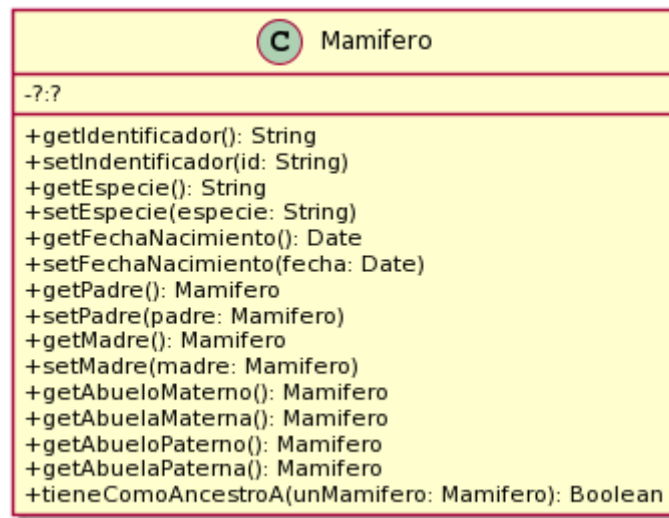 C Mamifero
-?:?
+getIdentificador(): String
+setIndentificador(id: String)
+getEspecie(): String
+setEspecie(especie: String)
+getFechaNacimiento(): Date
+setFechaNacimiento(fecha: Date)
+getPadre(): Mamifero
+setPadre(padre: Mamifero)
+getMadre(): Mamifero
+setMadre(madre: Mamifero)
+getAbueloMaterno(): Mamifero
+getAbuelaMaterna(): Mamifero
+getAbueloPaterno(): Mamifero
+getAbuelaPaterna(): Mamifero
+tieneComoAncestroA(unMamifero: Mamifero): Boolean